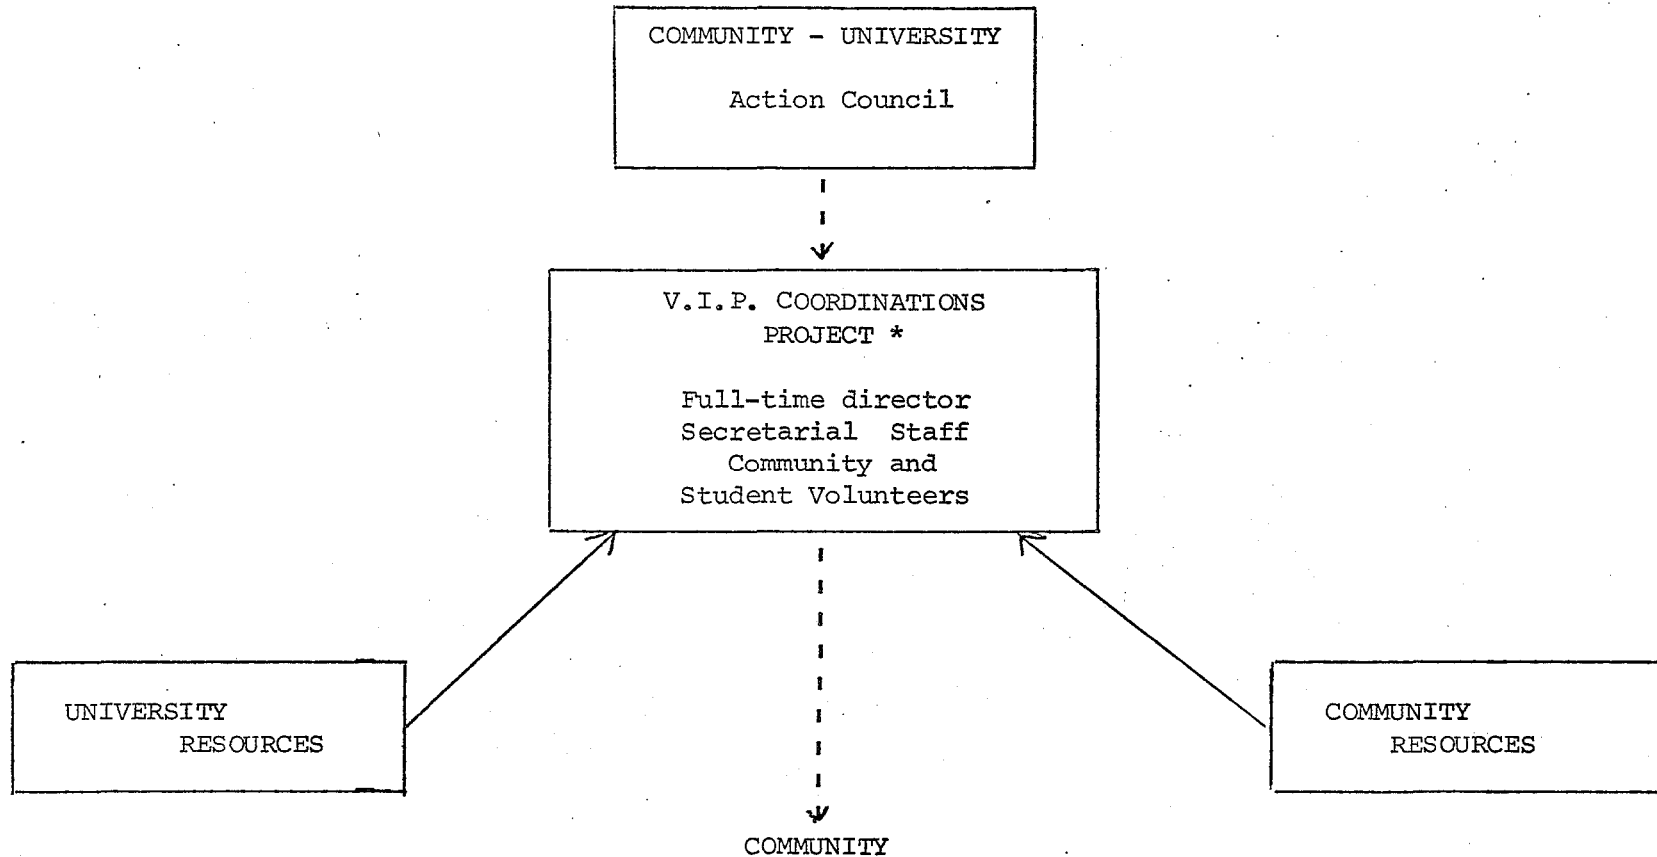 COMMUNITY - UNIVERSITY
Action Council
V.I.P. COORDINATIONS
PROJECT *
Full-time director
Secretarial Staff
Community and
Student Volunteers
UNIVERSITY
RESOURCES
COMMUNITY
RESOURCES
COMMUNITY